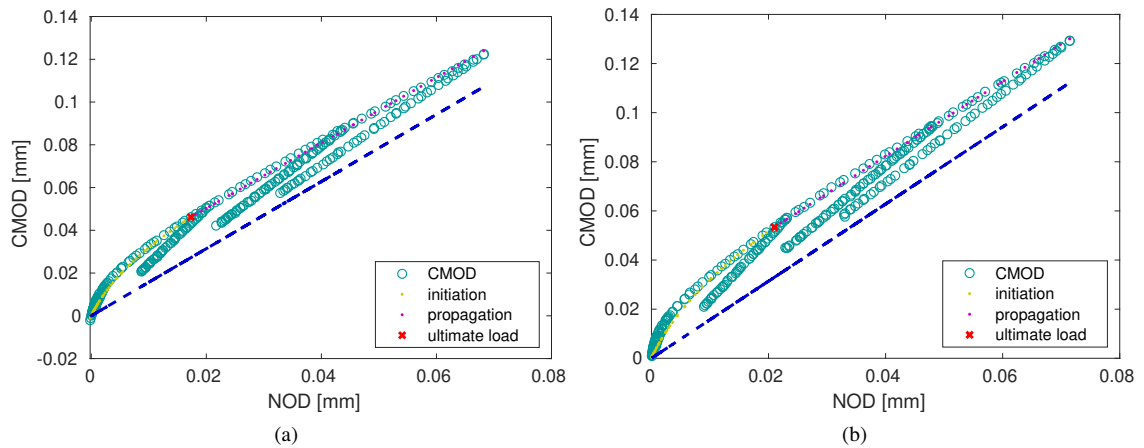 0.14
0.12
0.1
0.08
0.06
0.04
0.02
0
-0.02
CMOD [mm]
0 0.02 0.04 0.06 0.08
NOD [mm]
CMOD
initiation
propagation
ultimate load
(a)
0.14
0.12
0.1
0.08
0.06
0.04
0.02
0
CMOD [mm]
0 0.02 0.04 0.06 0.08
NOD [mm]
CMOD
initiation
propagation
ultimate load
(b)